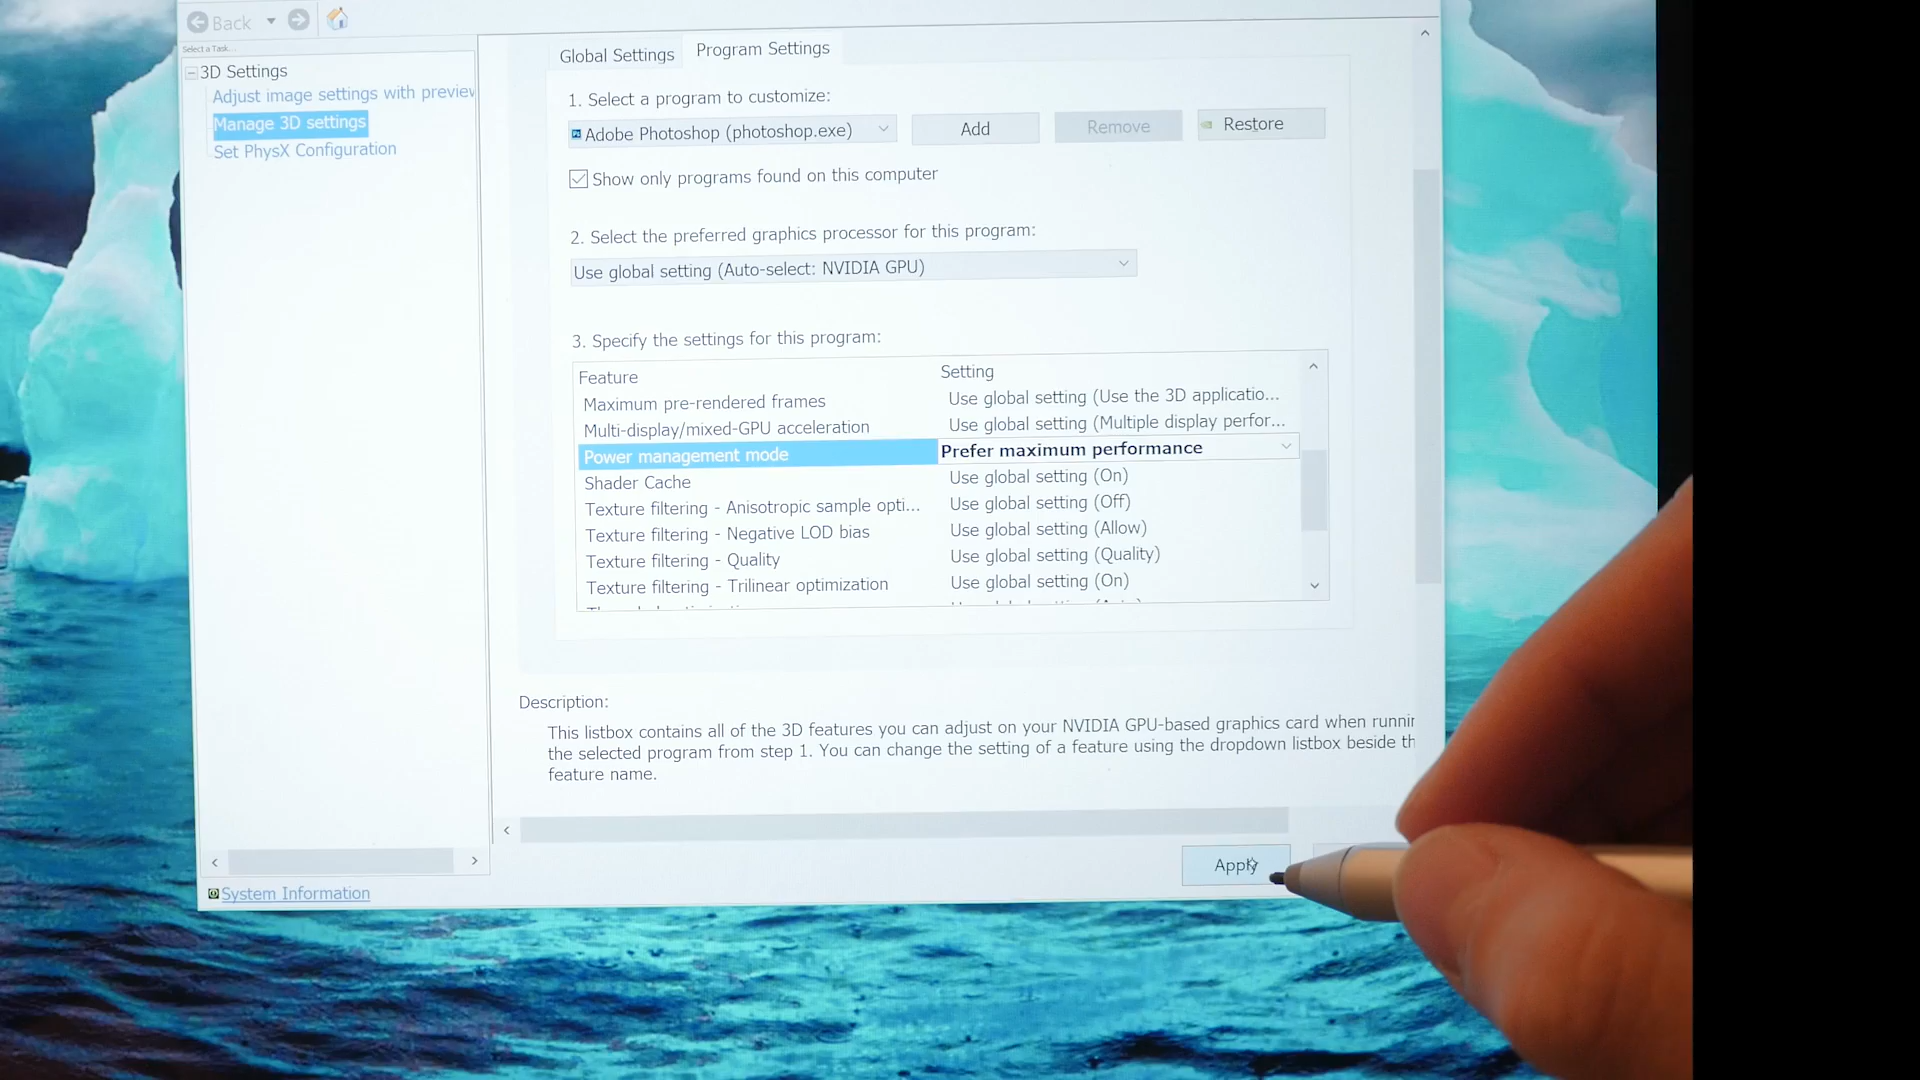 Back
Select a Task...
3D Settings
Adjust image settings with preview
Manage 3D settings
Set PhysX Configuration
System Information
Global Settings
Program Settings
1. Select a program to customize:
Adobe Photoshop (photoshop.exe)
Add
Remove
Restore
Show only programs found on this computer
2. Select the preferred graphics processor for this program:
Use global setting (Auto-select: NVIDIA GPU)
3. Specify the settings for this program:
Feature Setting
Maximum pre-rendered frames Use global setting (Use the 3D applicatio...
Multi-display/mixed-GPU acceleration Use global setting (Multiple display perfor...
Power management mode Prefer maximum performance
Shader Cache Use global setting (On)
Texture filtering - Anisotropic sample opti... Use global setting (Off)
Texture filtering - Negative LOD bias Use global setting (Allow)
Texture filtering - Quality Use global setting (Quality)
Texture filtering - Trilinear optimization Use global setting (On)
Description:
This listbox contains all of the 3D features you can adjust on your NVIDIA GPU-based graphics card when runnin
the selected program from step 1. You can change the setting of a feature using the dropdown listbox beside th
feature name.
Apply